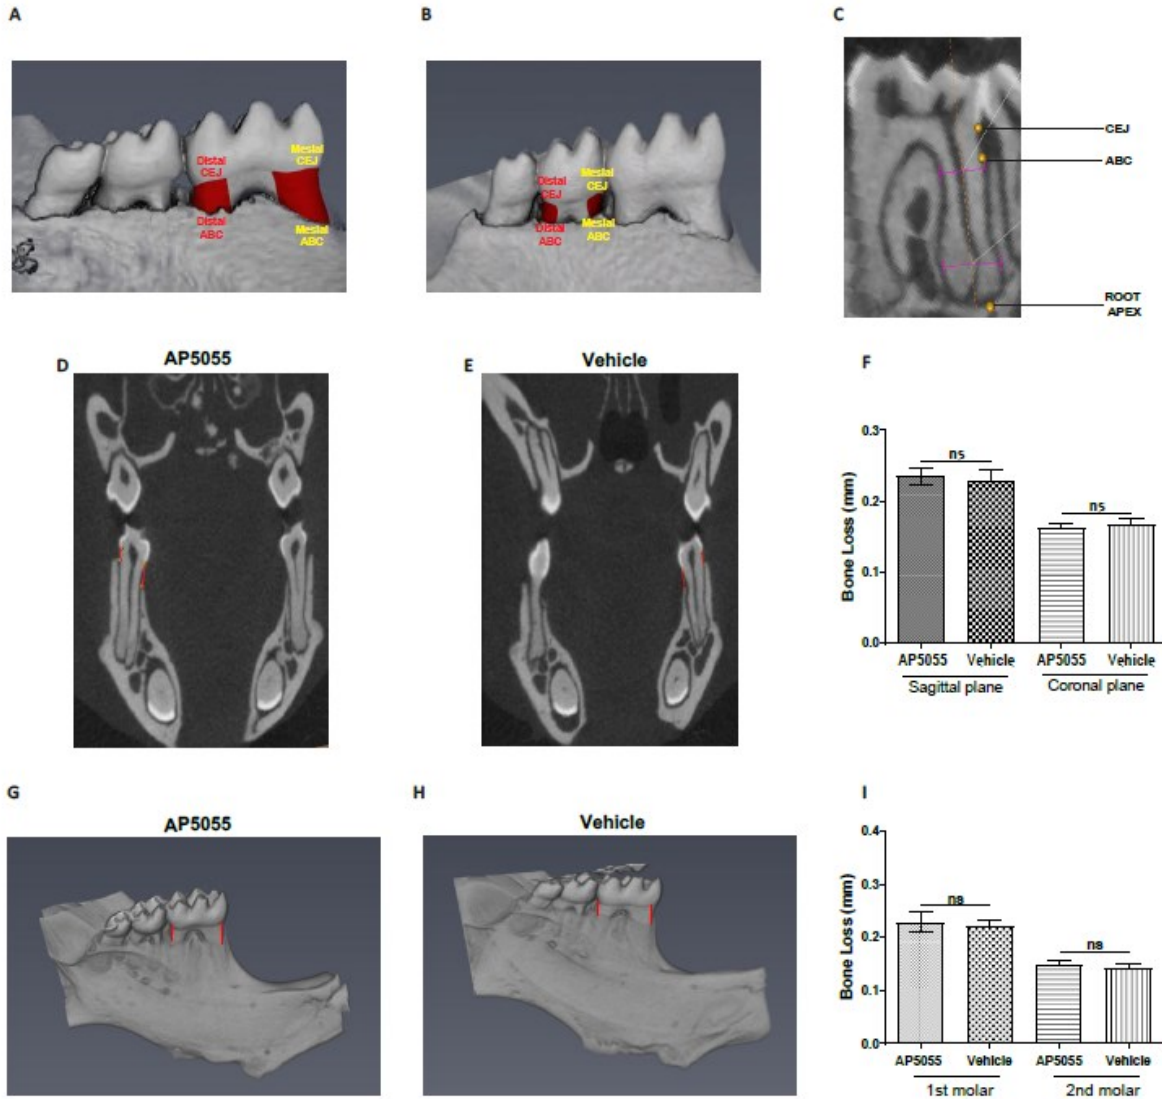 A
B
C
Mesial
CEJ
Distal
CEJ
Distal
ABC
Mesial
ABC
Distal
CEJ
Mesial
CEJ
Distal
ABC
Mesial
ABC
CEJ
ABC
ROOT
APEX
D
AP5055
E
Vehicle
F
Bone Loss (mm)
0.3
0.2
0.1
0.0
ns
ns
AP5055
Vehicle
AP5055
Vehicle
Sagittal plane
Coronal plane
G
AP5055
H
Vehicle
I
Bone Loss (mm)
0.4
0.3
0.2
0.1
0.0
ns
ns
AP5055
Vehicle
AP5055
Vehicle
1st molar
2nd molar